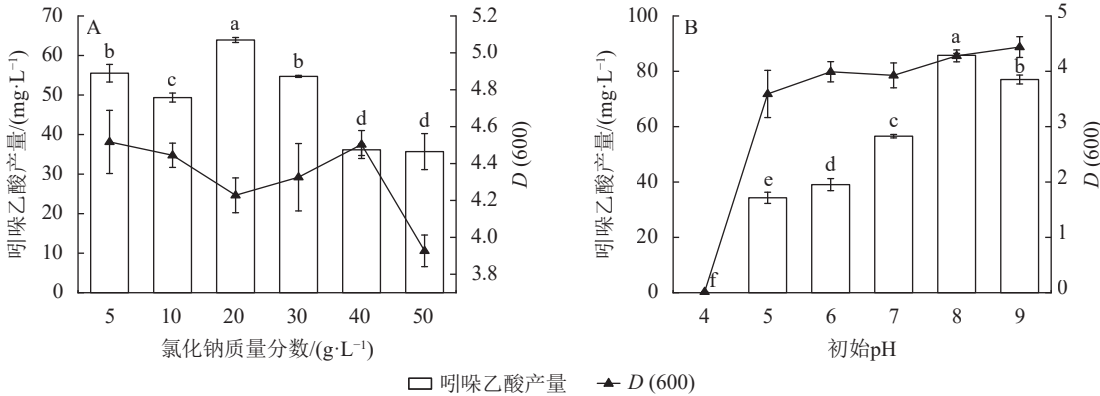 A
吲哚乙酸产量/(mg·L⁻¹)
70
60
50
40
30
20
10
0
b
c
a
b
d
d
5.2
5.0
4.8
4.6
4.4
4.2
4.0
3.8
3.6
D (600)
5 10 20 30 40 50
氯化钠质量分数/(g·L⁻¹)
B
吲哚乙酸产量/(mg·L⁻¹)
100
80
60
40
20
0
f
e
d
c
a
b
5
4
3
2
1
0
D (600)
4 5 6 7 8 9
初始pH
吲哚乙酸产量 D (600)